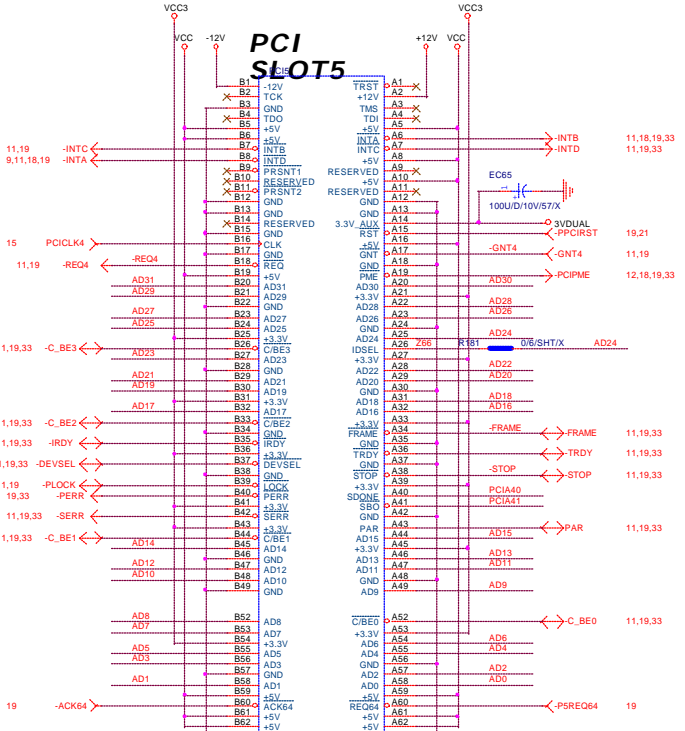 VCC3 VCC3
VCC -12V +12V VCC
PCI
SLOT5
PCI5
B1 -12V TRST A1
B2 TCK +12V A2
B3 GND TMS A3
B4 TDO TDI A4
B5 +5V +5V A5
B6 +5V INTA A6 -INTB 11,18,19,33
11,19 -INTC B7 INTB INTC A7 -INTD 11,19,33
9,11,18,19 -INTA B8 INTD +5V A8
B9 PRSNT1 RESERVED A9 EC65
B10 RESERVED +5V A10
B11 PRSNT2 RESERVED A11 1 +
B12 GND GND A12 100U/D/10V/57/X
B13 GND GND A13
B14 RESERVED 3.3V_AUX A14 3VDUAL
B15 GND RST A15 -PPCIRST 19,21
15 PCICLK4 B16 CLK +5V A16
B17 GND GNT A17 -GNT4 -GNT4 11,19
11,19 -REQ4 -REQ4 B18 REQ GND A18
B19 +5V PME A19 -PCIPME 12,18,19,33
AD31 B20 AD31 AD30 A20 AD30
AD29 B21 AD29 +3.3V A21
B22 GND AD28 A22 AD28
AD27 B23 AD27 AD26 A23 AD26
AD25 B24 AD25 GND A24
B25 +3.3V AD24 A25 AD24
1,19,33 -C_BE3 B26 C/BE3 IDSEL A26 Z66 R181 0/6/SHT/X AD24
AD23 B27 AD23 +3.3V A27
B28 GND AD22 A28 AD22
AD21 B29 AD21 AD20 A29 AD20
AD19 B30 AD19 GND A30
B31 +3.3V AD18 A31 AD18
AD17 B32 AD17 AD16 A32 AD16
1,19,33 -C_BE2 B33 C/BE2 +3.3V A33
B34 GND FRAME A34 -FRAME -FRAME 11,19,33
1,19,33 -IRDY B35 IRDY GND A35
B36 +3.3V TRDY A36 -TRDY 11,19,33
1,19,33 -DEVSEL B37 DEVSEL GND A37
B38 GND STOP A38 -STOP -STOP 11,19,33
1,19 -PLOCK B39 LOCK +3.3V A39
19,33 -PERR B40 PERR SDONE A40 PCIA40
B41 +3.3V SBO A41 PCIA41
11,19,33 -SERR B42 SERR GND A42
B43 +3.3V PAR A43 PAR 11,19,33
1,19,33 -C_BE1 B44 C/BE1 AD15 A44 AD15
AD14 B45 AD14 +3.3V A45
B46 GND AD13 A46 AD13
AD12 B47 AD12 AD11 A47 AD11
AD10 B48 AD10 GND A48
B49 GND AD9 A49 AD9
AD8 B52 AD8 C/BE0 A52 -C_BE0 11,19,33
AD7 B53 AD7 +3.3V A53
B54 +3.3V AD6 A54 AD6
AD5 B55 AD5 AD4 A55 AD4
AD3 B56 AD3 GND A56
B57 GND AD2 A57 AD2
AD1 B58 AD1 AD0 A58 AD0
B59 +5V +5V A59
19 -ACK64 B60 ACK64 REQ64 A60 -P5REQ64 19
B61 +5V +5V A61
B62 +5V +5V A62